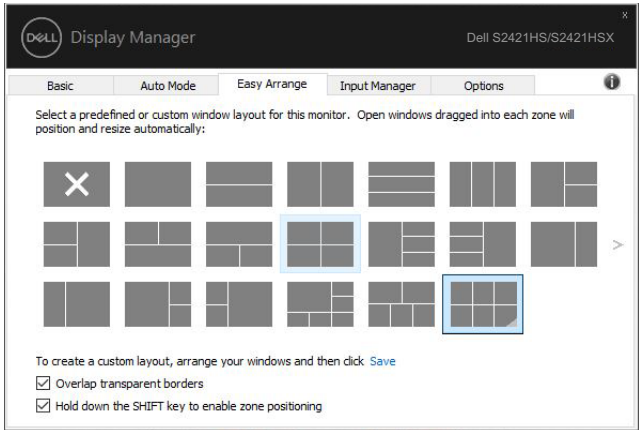 x
DELL Display Manager
Dell S2421HS/S2421HSX
Basic Auto Mode Easy Arrange Input Manager Options i
Select a predefined or custom window layout for this monitor. Open windows dragged into each zone will
position and resize automatically:
>
To create a custom layout, arrange your windows and then click Save
Overlap transparent borders
Hold down the SHIFT key to enable zone positioning